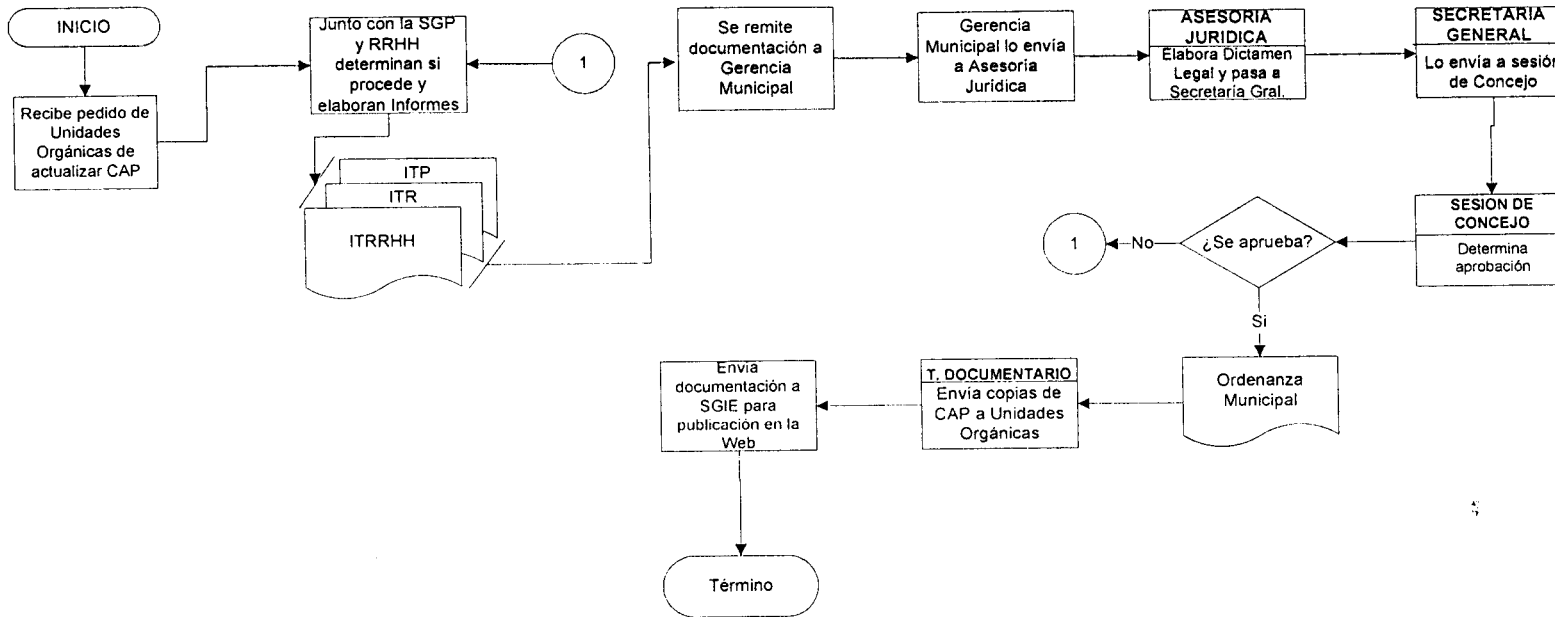 INICIO
Recibe pedido de
Unidades
Orgánicas de
actualizar CAP
Junto con la SGP
y RRHH
determinan si
procede y
elaboran Informes
1
ITP
ITR
ITRRHH
Se remite
documentación a
Gerencia
Municipal
Gerencia
Municipal lo envía
a Asesoría
Jurídica
ASESORIA
JURIDICA
Elabora Dictamen
Legal y pasa a
Secretaría Gral.
SECRETARIA
GENERAL
Lo envía a sesión
de Concejo
SESION DE
CONCEJO
Determina
aprobación
¿Se aprueba?
No
1
Si
Ordenanza
Municipal
T. DOCUMENTARIO
Envía copias de
CAP a Unidades
Orgánicas
Envia
documentación a
SGIE para
publicación en la
Web
Término